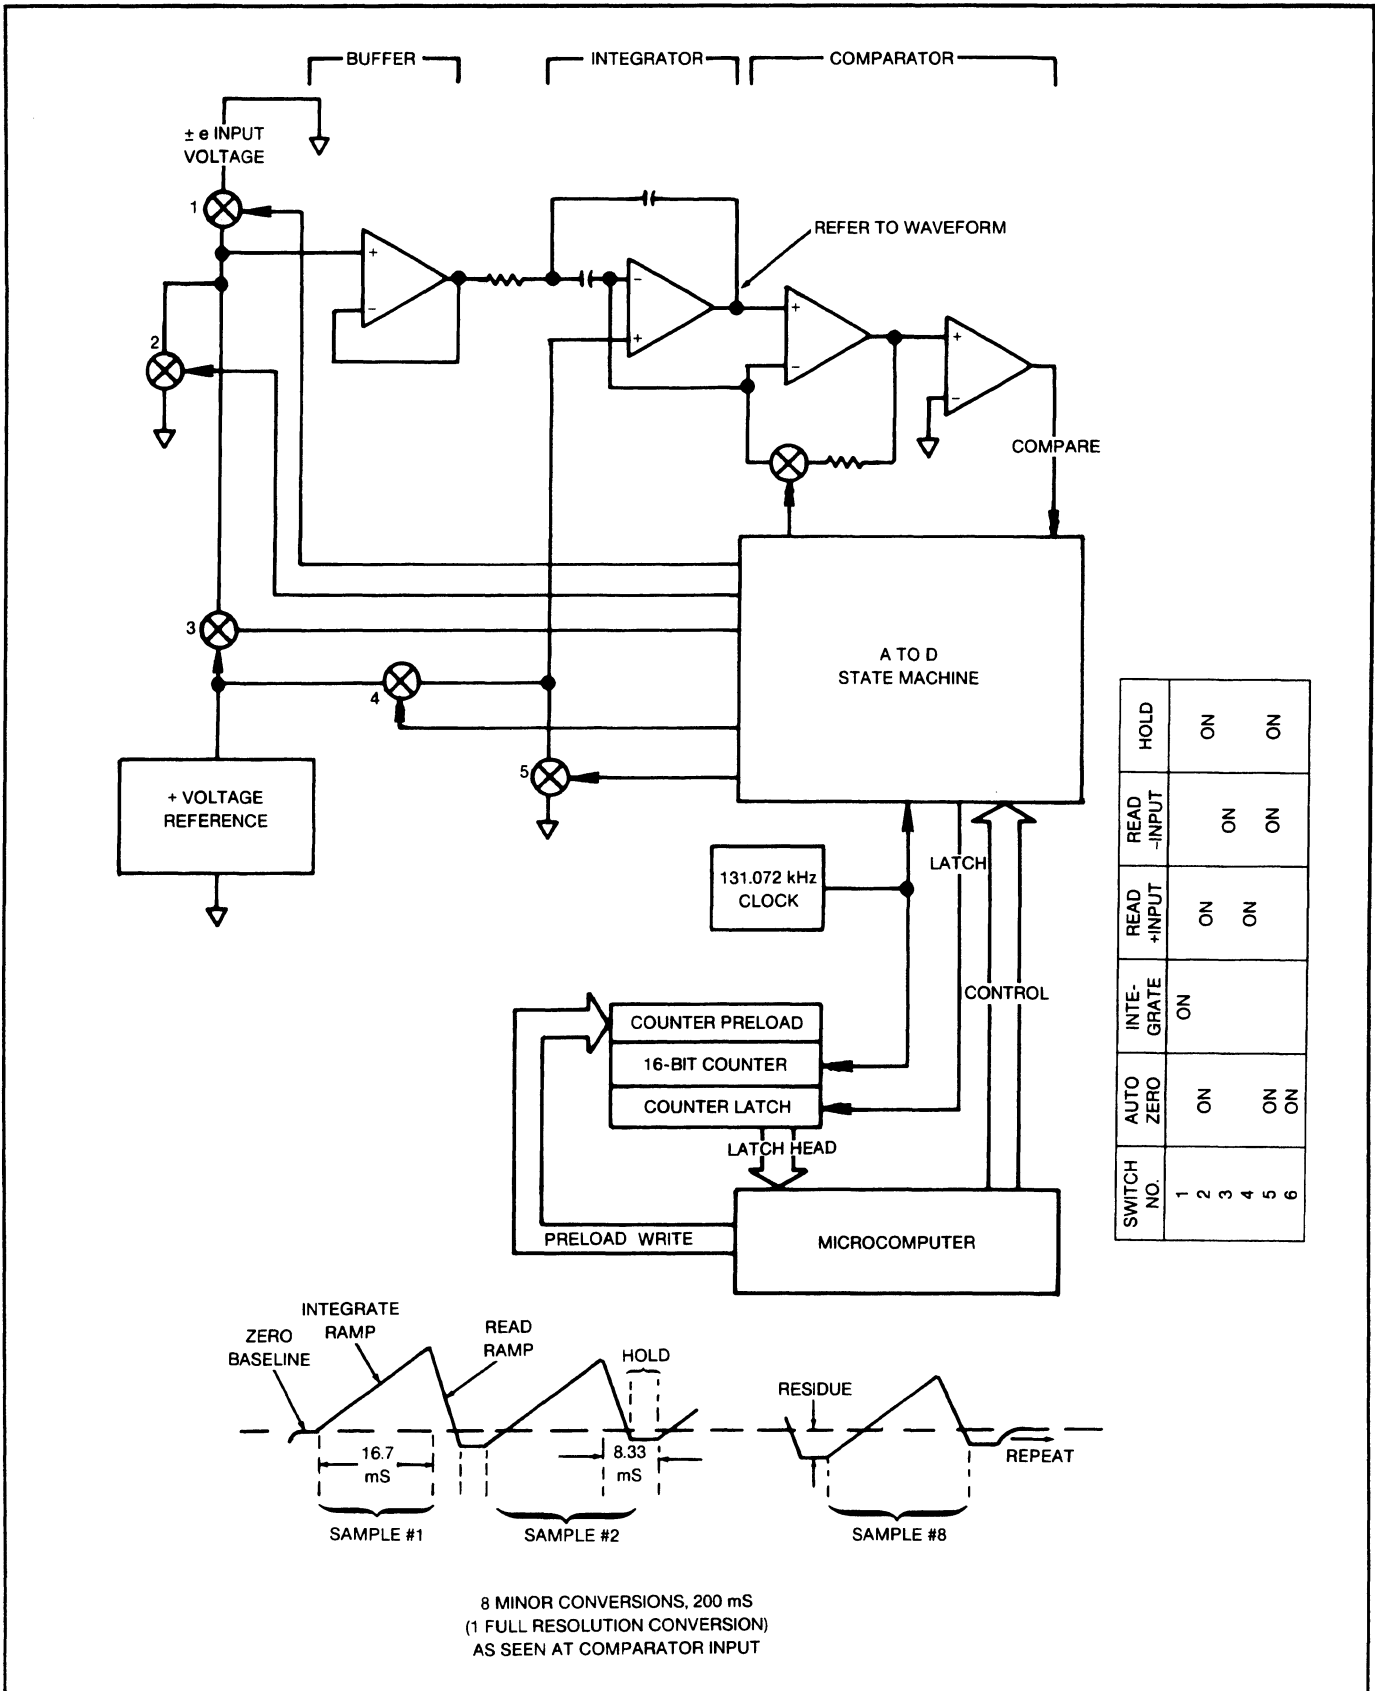 BUFFER
INTEGRATOR
COMPARATOR
± e INPUT
VOLTAGE
1
+
-
2
-
+
REFER TO WAVEFORM
+
-
+
-
COMPARE
3
4
5
+ VOLTAGE
REFERENCE
A TO D
STATE MACHINE
131.072 kHz
CLOCK
LATCH
CONTROL
COUNTER PRELOAD
16-BIT COUNTER
COUNTER LATCH
LATCH HEAD
PRELOAD WRITE
MICROCOMPUTER
SWITCH NO. AUTO ZERO INTE-GRATE READ +INPUT READ -INPUT HOLD
1 ON
2 ON ON ON
3 ON
4 ON
5 ON ON ON
6 ON
ZERO
BASELINE
INTEGRATE
RAMP
READ
RAMP
HOLD
RESIDUE
16.7
mS
8.33
mS
REPEAT
SAMPLE #1
SAMPLE #2
SAMPLE #8
8 MINOR CONVERSIONS, 200 mS
(1 FULL RESOLUTION CONVERSION)
AS SEEN AT COMPARATOR INPUT